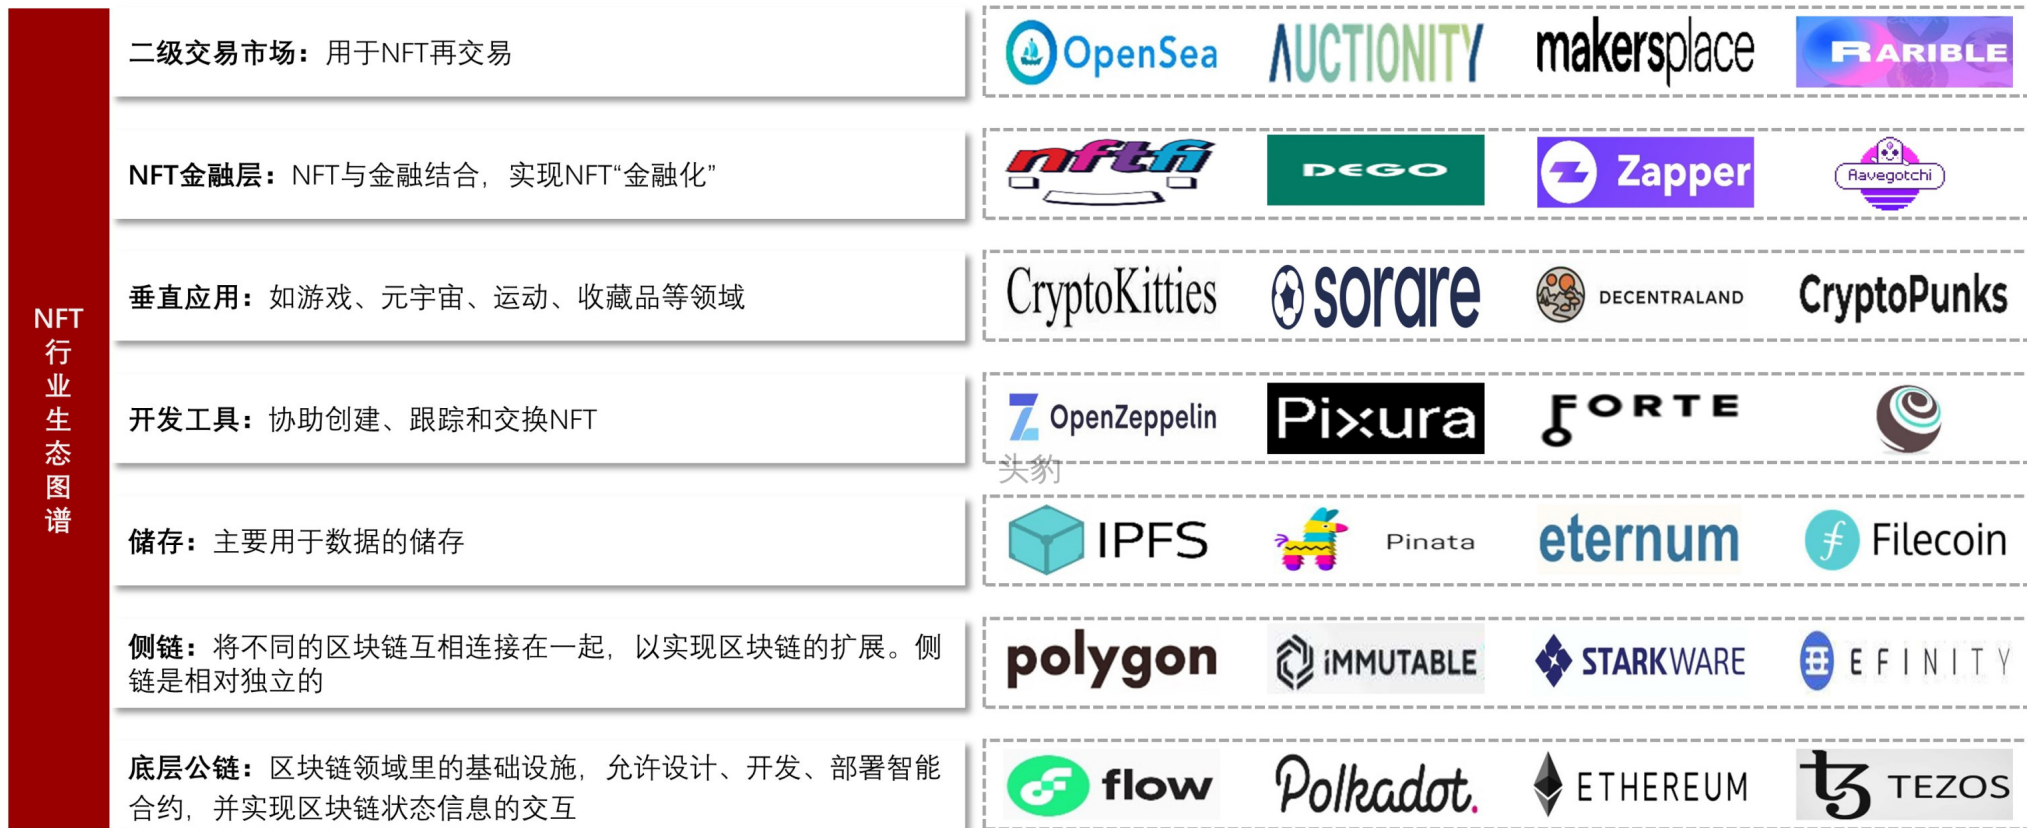 NFT
行
业
生
态
图
谱
二级交易市场：用于NFT再交易
OpenSea
AUCTIONITY
makersplace
RARIBLE
NFT金融层：NFT与金融结合，实现NFT“金融化”
nftfi
DEGO
Zapper
Aavegotchi
垂直应用：如游戏、元宇宙、运动、收藏品等领域
CryptoKitties
sorare
DECENTRALAND
CryptoPunks
开发工具：协助创建、跟踪和交换NFT
OpenZeppelin
Pixura
FORTE
头豹
储存：主要用于数据的储存
IPFS
Pinata
eternum
Filecoin
侧链：将不同的区块链互相连接在一起，以实现区块链的扩展。侧
链是相对独立的
polygon
iMMUTABLE
STARKWARE
EFINITY
底层公链：区块链领域里的基础设施，允许设计、开发、部署智能
合约，并实现区块链状态信息的交互
flow
Polkadot.
ETHEREUM
TEZOS